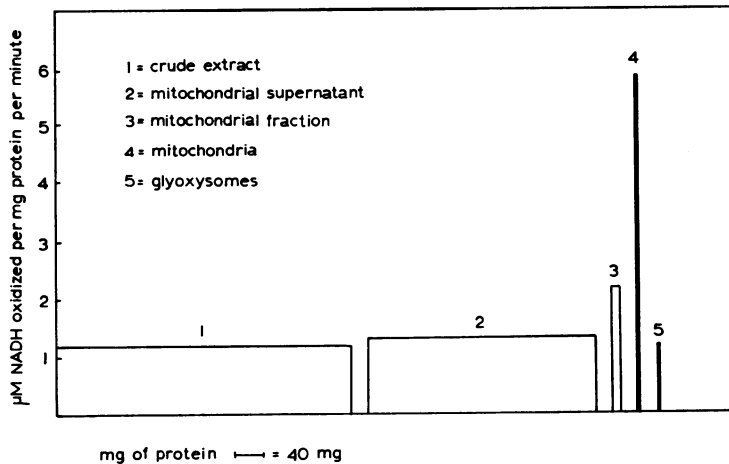 μM NADH oxidized per mg protein per minute
6
5
4
3
2
1
1 = crude extract
2= mitochondrial supernatant
3= mitochondrial fraction
4= mitochondria
5= glyoxysomes
1
2
3
4
5
mg of protein = 40 mg